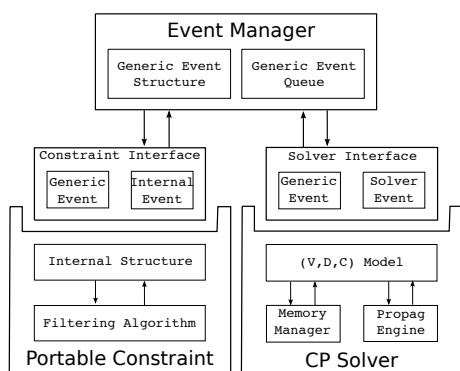 Event Manager
Generic Event
Structure
Generic Event
Queue
Constraint Interface
Generic
Event
Internal
Event
Solver Interface
Generic
Event
Solver
Event
Internal Structure
Filtering Algorithm
Portable Constraint
(V,D,C) Model
Memory
Manager
Propag
Engine
CP Solver